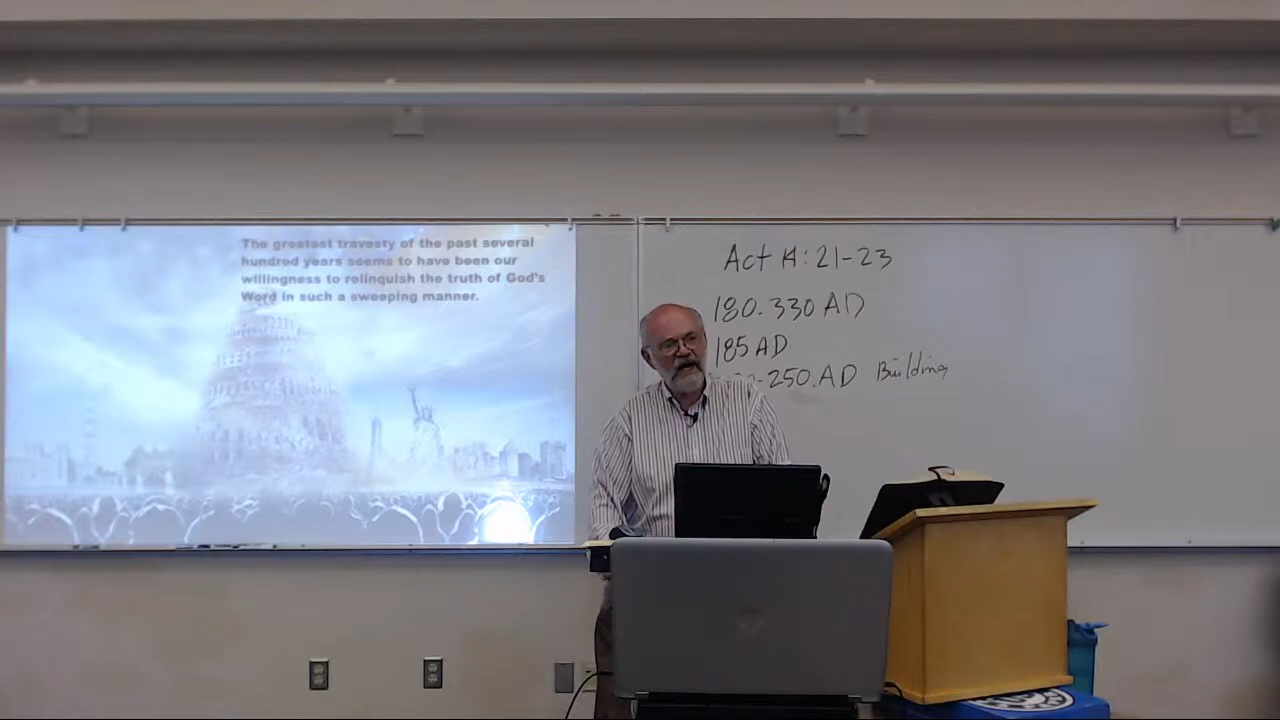 The greatest travesty of the past several
hundred years seems to have been our
willingness to relinquish the truth of God's
Word in such a sweeping manner.
Act 14:21-23
180-330 AD
185 AD
-250.AD Building